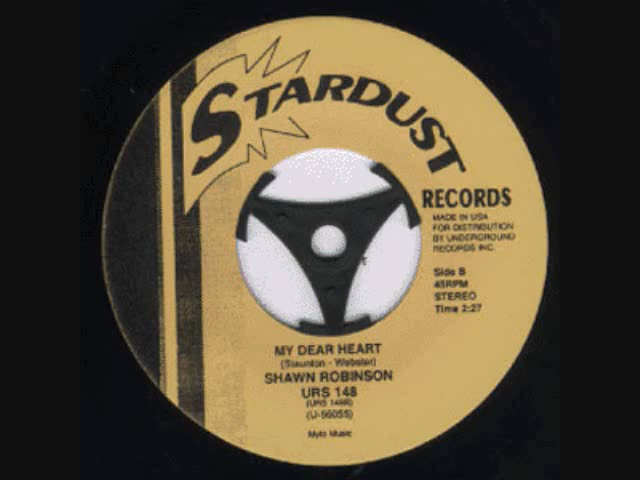 STARDUST
RECORDS
MADE IN USA
FOR DISTRIBUTION
BY UNDERGROUND
RECORDS INC.
Side B
45RPM
STEREO
Time 2:27
MY DEAR HEART
(Staunton - Webster)
SHAWN ROBINSON
URS 148
(URS 148B)
(U-56055)
Myto Music